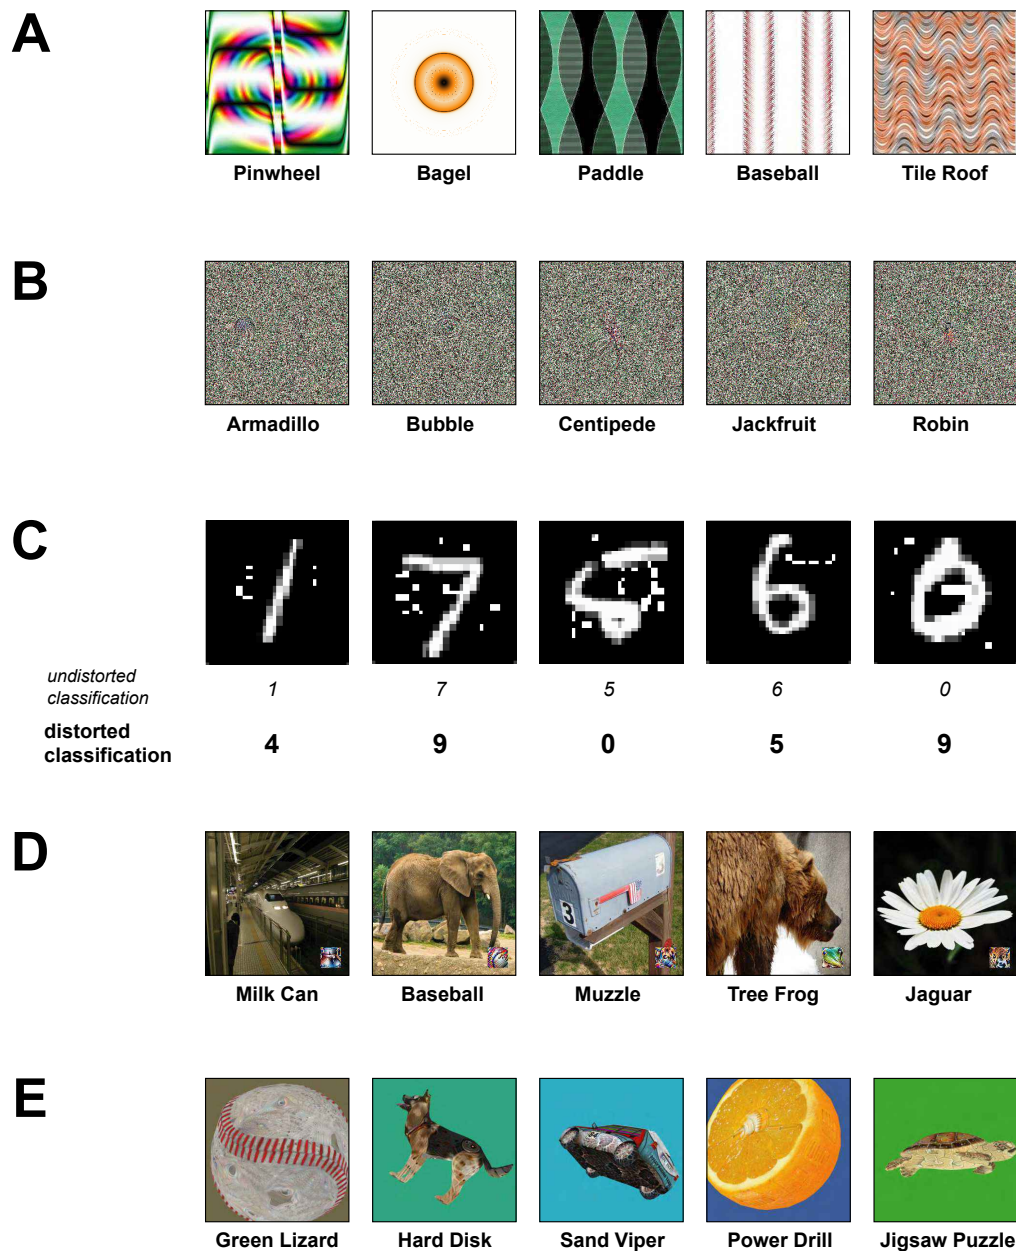 A
Pinwheel Bagel Paddle Baseball Tile Roof
B
Armadillo Bubble Centipede Jackfruit Robin
C
undistorted
classification 1 7 5 6 0
distorted
classification 4 9 0 5 9
D
3
Milk Can Baseball Muzzle Tree Frog Jaguar
E
Green Lizard Hard Disk Sand Viper Power Drill Jigsaw Puzzle